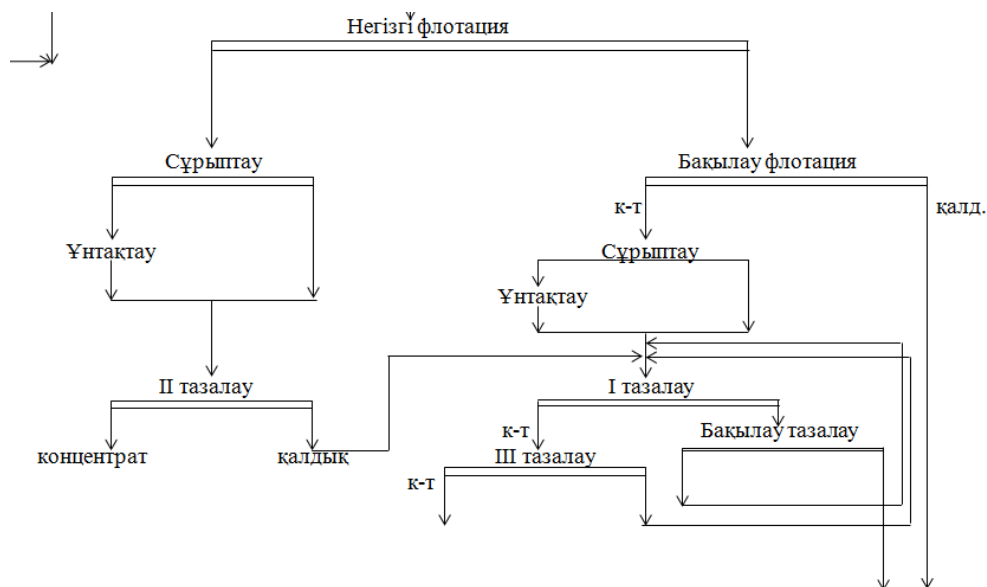 Негізгі флотация
Сұрыптау
Бақылау флотация
к-т
қалд.
Ұнтақтау
Сұрыптау
Ұнтақтау
II тазалау
I тазалау
концентрат
қалдық
к-т
Бақылау тазалау
III тазалау
к-т